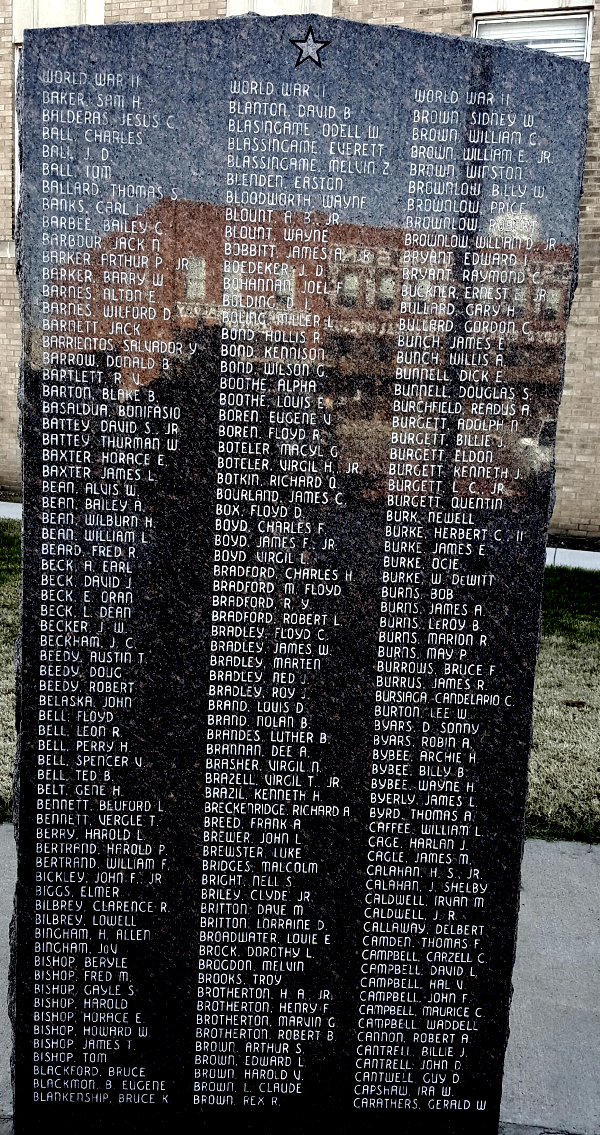 WORLD WAR II
BAKER, SAM H.
BALDERAS, JESUS C.
BALL, CHARLES
BALL, J. D.
BALL, TOM
BALLARD, THOMAS S.
BANKS, CARL L.
BARBEE, BAILEY C.
BARBOUR, JACK N.
BARKER, ARTHUR P. JR.
BARKER, BARRY W.
BARNES, ALTON E.
BARNES, WILFORD D.
BARNETT, JACK
BARRIENTOS, SALVADOR Y.
BARROW, DONALD B.
BARTLETT, R. V.
BARTON, BLAKE B.
BASALDUA, BONIFASIO
BATTEY, DAVID S. JR.
BATTEY, THURMAN W.
BAXTER, HORACE E.
BAXTER, JAMES L.
BEAN, ALVIS W.
BEAN, BAILEY A.
BEAN, WILBURN H.
BEAN, WILLIAM L.
BEARD, FRED R.
BECK, A. EARL
BECK, DAVID J.
BECK, E. ORAN
BECK, L. DEAN
BECKER, J. W.
BECKHAM, J. C.
BEEDY, AUSTIN T.
BEEDY, DOUG
BEEDY, ROBERT
BELASKA, JOHN
BELL, FLOYD
BELL, LEON R.
BELL, PERRY H.
BELL, SPENCER V.
BELL, TED B.
BELT, GENE H.
BENNETT, BLUFORD L.
BENNETT, VERGLE T.
BERRY, HAROLD L.
BERTRAND, HAROLD P.
BERTRAND, WILLIAM F.
BICKLEY, JOHN F. JR.
BIGGS, ELMER
BILBREY, CLARENCE R.
BILBREY, LOWELL
BINGHAM, H. ALLEN
BINGHAM, JOY
BISHOP, BERYLE
BISHOP, FRED M.
BISHOP, GAYLE S.
BISHOP, HAROLD
BISHOP, HORACE E.
BISHOP, HOWARD W.
BISHOP, JAMES T.
BISHOP, TOM
BLACKFORD, BRUCE
BLACKMON, B. EUGENE
BLANKENSHIP, BRUCE K.
WORLD WAR II
BLANTON, DAVID B.
BLASINGAME, ODELL W.
BLASSINGAME, EVERETT
BLASSINGAME, MELVIN Z.
BLENDEN, EASTON
BLOODWORTH, WAYNE
BLOUNT, A. B. JR.
BLOUNT, WAYNE
BOBBITT, JAMES A. JR.
BOEDEKER, J. D.
BOHANNAN, JOEL F.
BOLDING, D. J.
BOLING, MILLER L.
BOND, HOLLIS R.
BOND, KENNISON
BOND, WILSON G.
BOOTHE, ALPHA
BOOTHE, LOUIS E.
BOREN, EUGENE V.
BOREN, FLOYD R.
BOTELER, MACYL G.
BOTELER, VIRGIL H. JR.
BOTKIN, RICHARD O.
BOURLAND, JAMES C.
BOX, FLOYD D.
BOYD, CHARLES F.
BOYD, JAMES F. JR.
BOYD, VIRGIL L.
BRADFORD, CHARLES H.
BRADFORD, M. FLOYD
BRADFORD, R. Y.
BRADFORD, ROBERT L.
BRADLEY, FLOYD C.
BRADLEY, JAMES W.
BRADLEY, MARTEN
BRADLEY, NED J.
BRADLEY, ROY J.
BRAND, LOUIS D.
BRAND, NOLAN B.
BRANDES, LUTHER B.
BRANNAN, DEE A.
BRASHER, VIRGIL N.
BRAZELL, VIRGIL T. JR.
BRAZIL, KENNETH H.
BRECKENRIDGE, RICHARD A.
BREED, FRANK A.
BREWER, JOHN L.
BREWSTER, LUKE
BRIDGES, MALCOLM
BRIGHT, NELL S.
BRILEY, CLYDE JR.
BRITTON, DAVE M.
BRITTON, LORRAINE D.
BROADWATER, LOUIE E.
BROCK, DOROTHY L.
BROGDON, MELVIN
BROOKS, TROY
BROTHERTON, H. A. JR.
BROTHERTON, HENRY F.
BROTHERTON, MARVIN G.
BROTHERTON, ROBERT B.
BROWN, ARTHUR S.
BROWN, EDWARD L.
BROWN, HAROLD V.
BROWN, L. CLAUDE
BROWN, REX R.
WORLD WAR II
BROWN, SIDNEY W.
BROWN, WILLIAM C.
BROWN, WILLIAM E. JR.
BROWN, WINSTON
BROWNLOW, BILLY W.
BROWNLOW, PRICE
BROWNLOW,
BROWNLOW, WILLIAM D. JR.
BRYANT, EDWARD J.
BRYANT, RAYMOND C.
BUCKNER, ERNEST E. JR.
BULLARD, GARY H.
BULLARD, GORDON C.
BUNCH, JAMES E.
BUNCH, WILLIS A.
BUNNELL, DICK E.
BUNNELL, DOUGLAS S.
BURCHFIELD, READUS A.
BURGETT, ADOLPH N.
BURGETT, BILLIE J.
BURGETT, ELDON
BURGETT, KENNETH J.
BURGETT, L. C. JR.
BURGETT, QUENTIN
BURK, NEWELL
BURKE, HERBERT C. II
BURKE, JAMES E.
BURKE, OCIE
BURKE, W. DEWITT
BURNS, BOB
BURNS, JAMES A.
BURNS, LEROY B.
BURNS, MARION R.
BURNS, MAY P.
BURROWS, BRUCE F.
BURRUS, JAMES R.
BURSIAGA, CANDELARIO C.
BURTON, LEE W.
BYARS, D. SONNY
BYARS, ROBIN A.
BYBEE, ARCHIE H.
BYBEE, BILLY B.
BYBEE, WAYNE H.
BYERLY, JAMES L.
BYRD, THOMAS A.
CAFFEE, WILLIAM L.
CAGE, HARLAN J.
CAGLE, JAMES M.
CALAHAN, H. S. JR.
CALAHAN, J. SHELBY
CALDWELL, IRVAN M.
CALDWELL, J. R.
CALLAWAY, DELBERT
CAMDEN, THOMAS F.
CAMPBELL, CARZELL C.
CAMPBELL, DAVID L.
CAMPBELL, HAL V.
CAMPBELL, JOHN F.
CAMPBELL, MAURICE C.
CAMPBELL, WADDELL
CANNON, ROBERT A.
CANTRELL, BILLIE J.
CANTRELL, JOHN D.
CANTWELL, GUY D.
CAPSHAW, IRA W.
CARATHERS, GERALD W.